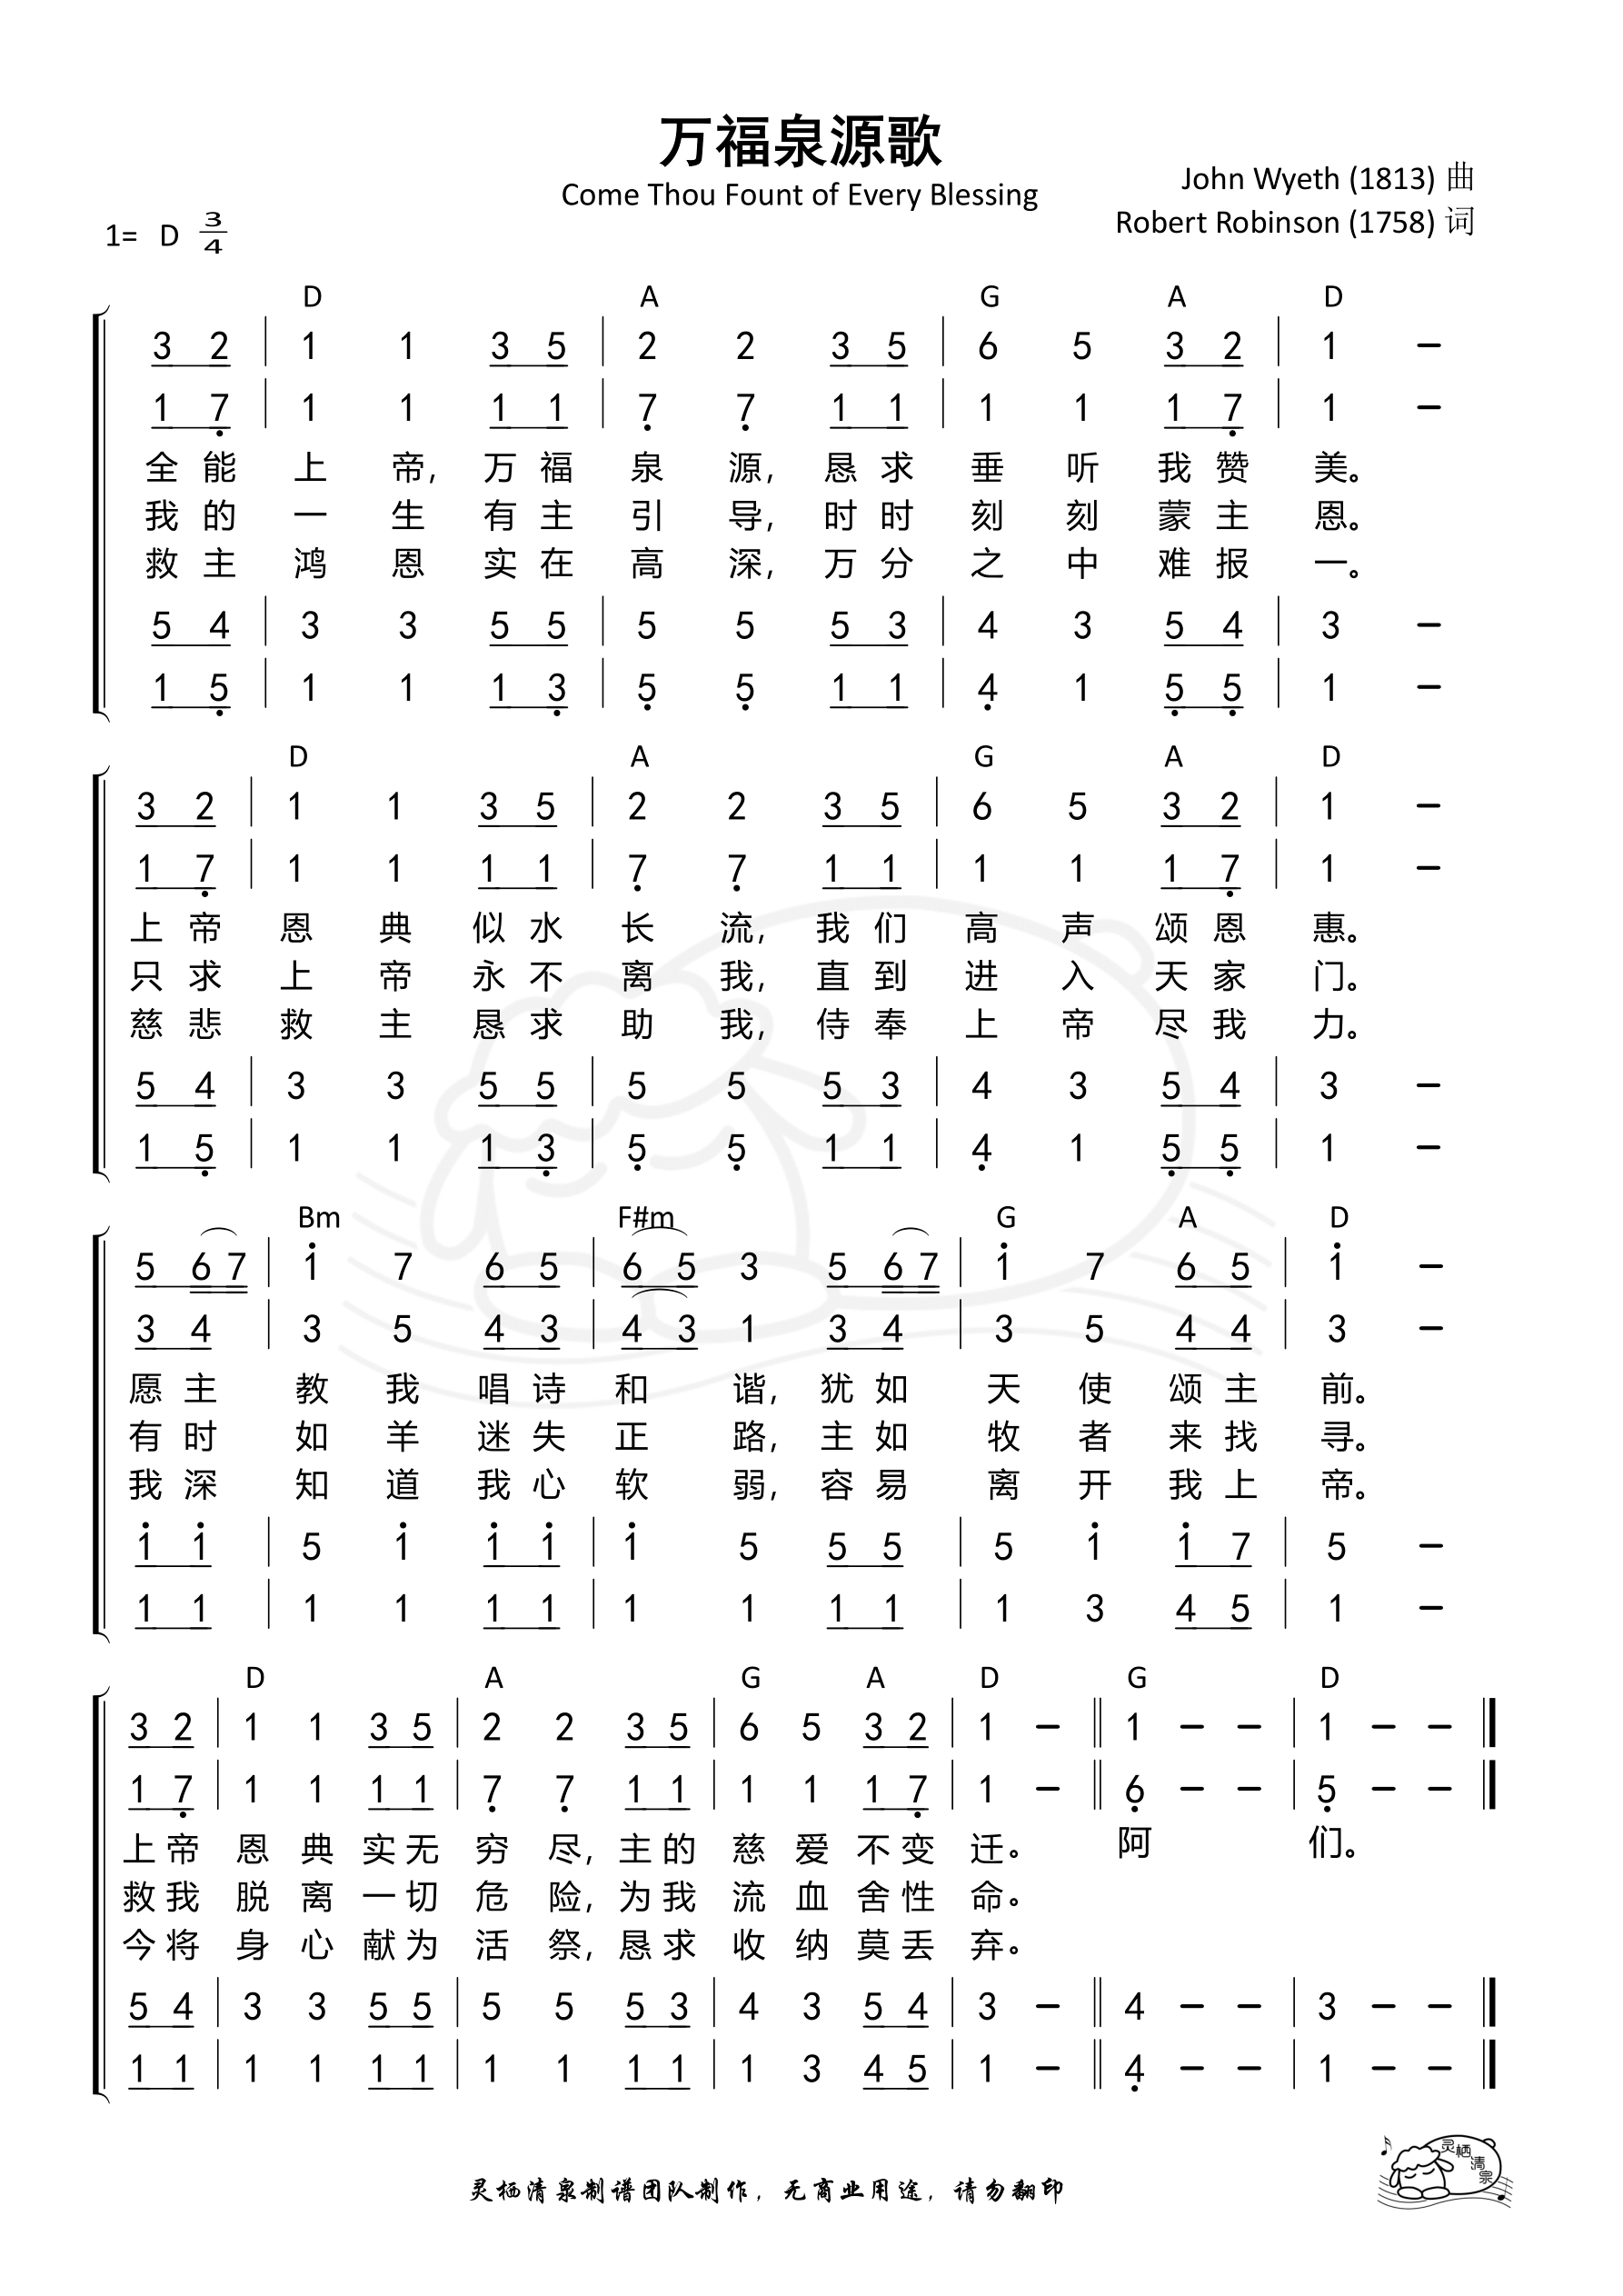 万福泉源歌
Come Thou Fount of Every Blessing
John Wyeth (1813) 曲
Robert Robinson (1758) 词
1= D 3/4
D A G A D
3 2 | 1 1 3 5 | 2 2 3 5 | 6 5 3 2 | 1 –
1 7̣ | 1 1 1 1 | 7̣ 7̣ 1 1 | 1 1 1 7̣ | 1 –
全能上帝,万福泉源,恳求垂听我赞美。
我的一生有主引导,时时刻刻蒙主恩。
救主鸿恩实在高深,万分之中难报一。
5 4 | 3 3 5 5 | 5 5 5 3 | 4 3 5 4 | 3 –
1 5̣ | 1 1 1 3̣ | 5̣ 5̣ 1 1 | 4̣ 1 5̣ 5̣ | 1 –
D A G A D
3 2 | 1 1 3 5 | 2 2 3 5 | 6 5 3 2 | 1 –
1 7̣ | 1 1 1 1 | 7̣ 7̣ 1 1 | 1 1 1 7̣ | 1 –
上帝恩典似水长流,我们高声颂恩惠。
只求上帝永不离我,直到进入天家门。
慈悲救主恳求助我,侍奉上帝尽我力。
5 4 | 3 3 5 5 | 5 5 5 3 | 4 3 5 4 | 3 –
1 5̣ | 1 1 1 3̣ | 5̣ 5̣ 1 1 | 4̣ 1 5̣ 5̣ | 1 –
Bm F#m G A D
5 6 7 | 1̇ 7 6 5 | 6 5 3 5 6 7 | 1̇ 7 6 5 | 1̇ –
3 4 | 3 5 4 3 | 4 3 1 3 4 | 3 5 4 4 | 3 –
愿主教我唱诗和谐,犹如天使颂主前。
有时如羊迷失正路,主如牧者来找寻。
我深知道我心软弱,容易离开我上帝。
1̇ 1̇ | 5 1̇ 1̇ 1̇ | 1̇ 5 5 5 | 5 1̇ 1̇ 7 | 5 –
1 1 | 1 1 1 1 | 1 1 1 1 | 1 3 4 5 | 1 –
D A G A D G D
3 2 | 1 1 3 5 | 2 2 3 5 | 6 5 3 2 | 1 – ‖ 1 – – | 1 – – ‖
1 7̣ | 1 1 1 1 | 7̣ 7̣ 1 1 | 1 1 1 7̣ | 1 – ‖ 6̣ – – | 5̣ – – ‖
上帝恩典实无穷尽,主的慈爱不变迁。 阿 们。
救我脱离一切危险,为我流血舍性命。
今将身心献为活祭,恳求收纳莫丢弃。
5 4 | 3 3 5 5 | 5 5 5 3 | 4 3 5 4 | 3 – ‖ 4 – – | 3 – – ‖
1 1 | 1 1 1 1 | 1 1 1 1 | 1 3 4 5 | 1 – ‖ 4̣ – – | 1 – – ‖
灵栖清泉
灵栖清泉制谱团队制作,无商业用途,请勿翻印